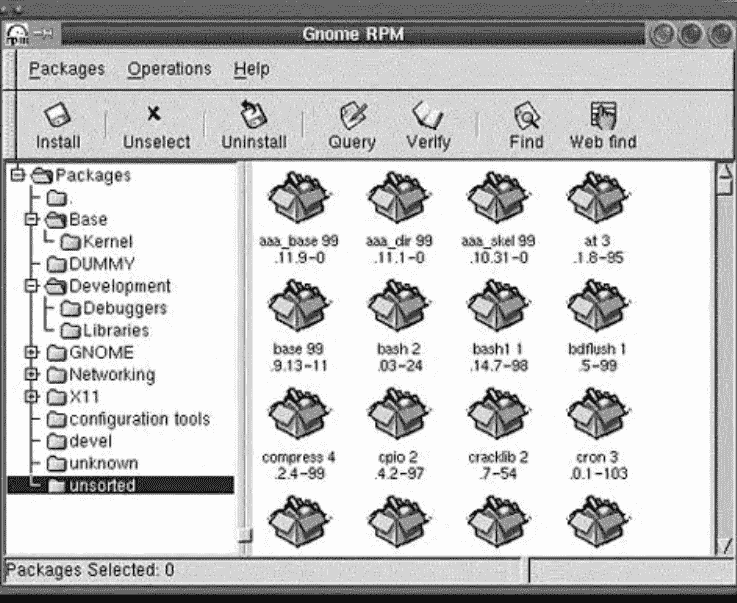 Gnome RPM
Packages Operations Help
Install Unselect Uninstall Query Verify Find Web find
Packages
.
Base
Kernel
DUMMY
Development
Debuggers
Libraries
GNOME
Networking
X11
configuration tools
devel
unknown
unsorted
aaa_base 99 aaa_dir 99 aaa_skel 99 at 3
.11.9-0 .11.1-0 .10.31-0 .1.8-95
base 99 bash 2 bash1 1 bdflush 1
.9.13-11 .03-24 .14.7-98 .5-99
compress 4 cpio 2 cracklib 2 cron 3
.2.4-99 .4.2-97 .7-54 .0.1-103
Packages Selected: 0